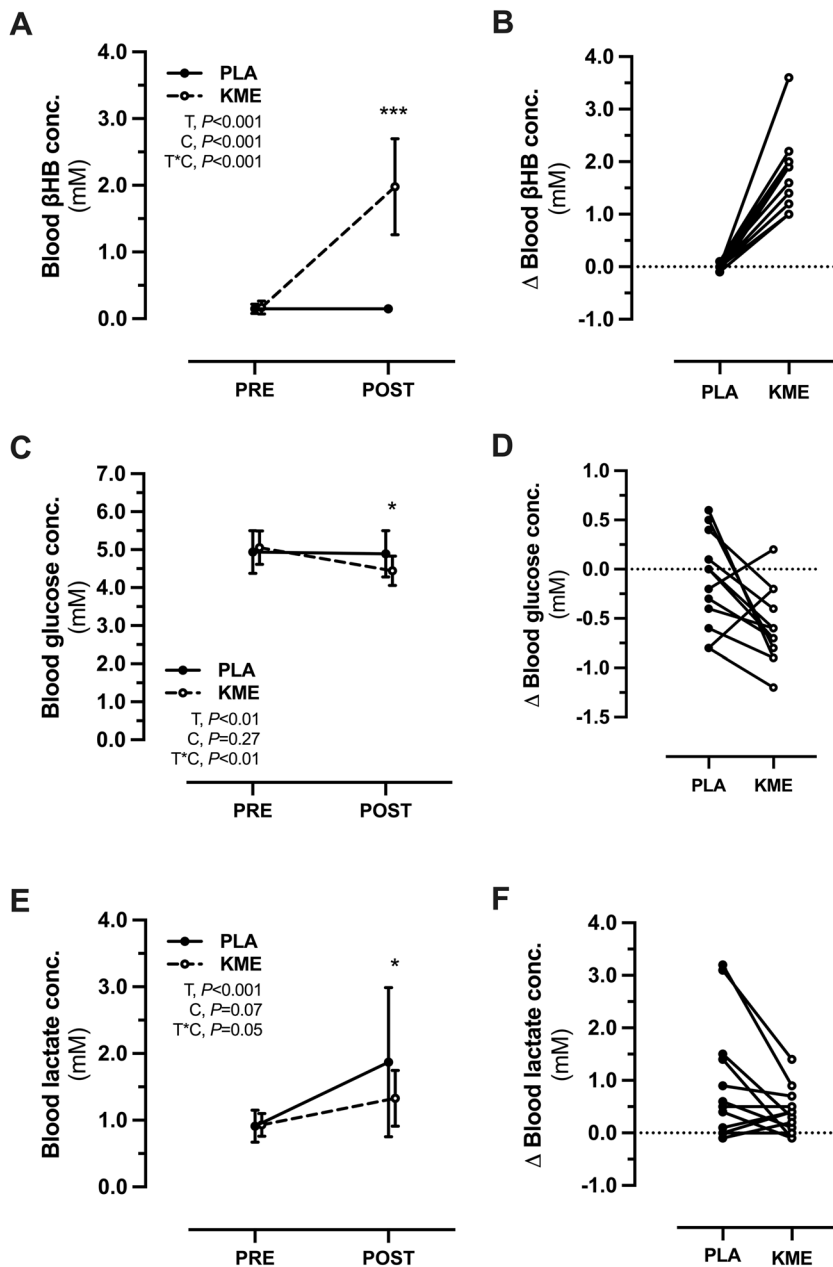 A
Blood βHB conc.
(mM)
4.0
3.0
2.0
1.0
0.0
PLA
KME
T, P<0.001
C, P<0.001
T*C, P<0.001
***
PRE
POST
B
Δ Blood βHB conc.
(mM)
4.0
3.0
2.0
1.0
0.0
-1.0
PLA
KME
C
Blood glucose conc.
(mM)
7.0
6.0
5.0
4.0
3.0
2.0
1.0
0.0
*
PLA
KME
T, P<0.01
C, P=0.27
T*C, P<0.01
PRE
POST
D
Δ Blood glucose conc.
(mM)
1.0
0.5
0.0
-0.5
-1.0
-1.5
PLA
KME
E
Blood lactate conc.
(mM)
4.0
3.0
2.0
1.0
0.0
PLA
KME
T, P<0.001
C, P=0.07
T*C, P=0.05
*
PRE
POST
F
Δ Blood lactate conc.
(mM)
4.0
3.0
2.0
1.0
0.0
-1.0
PLA
KME